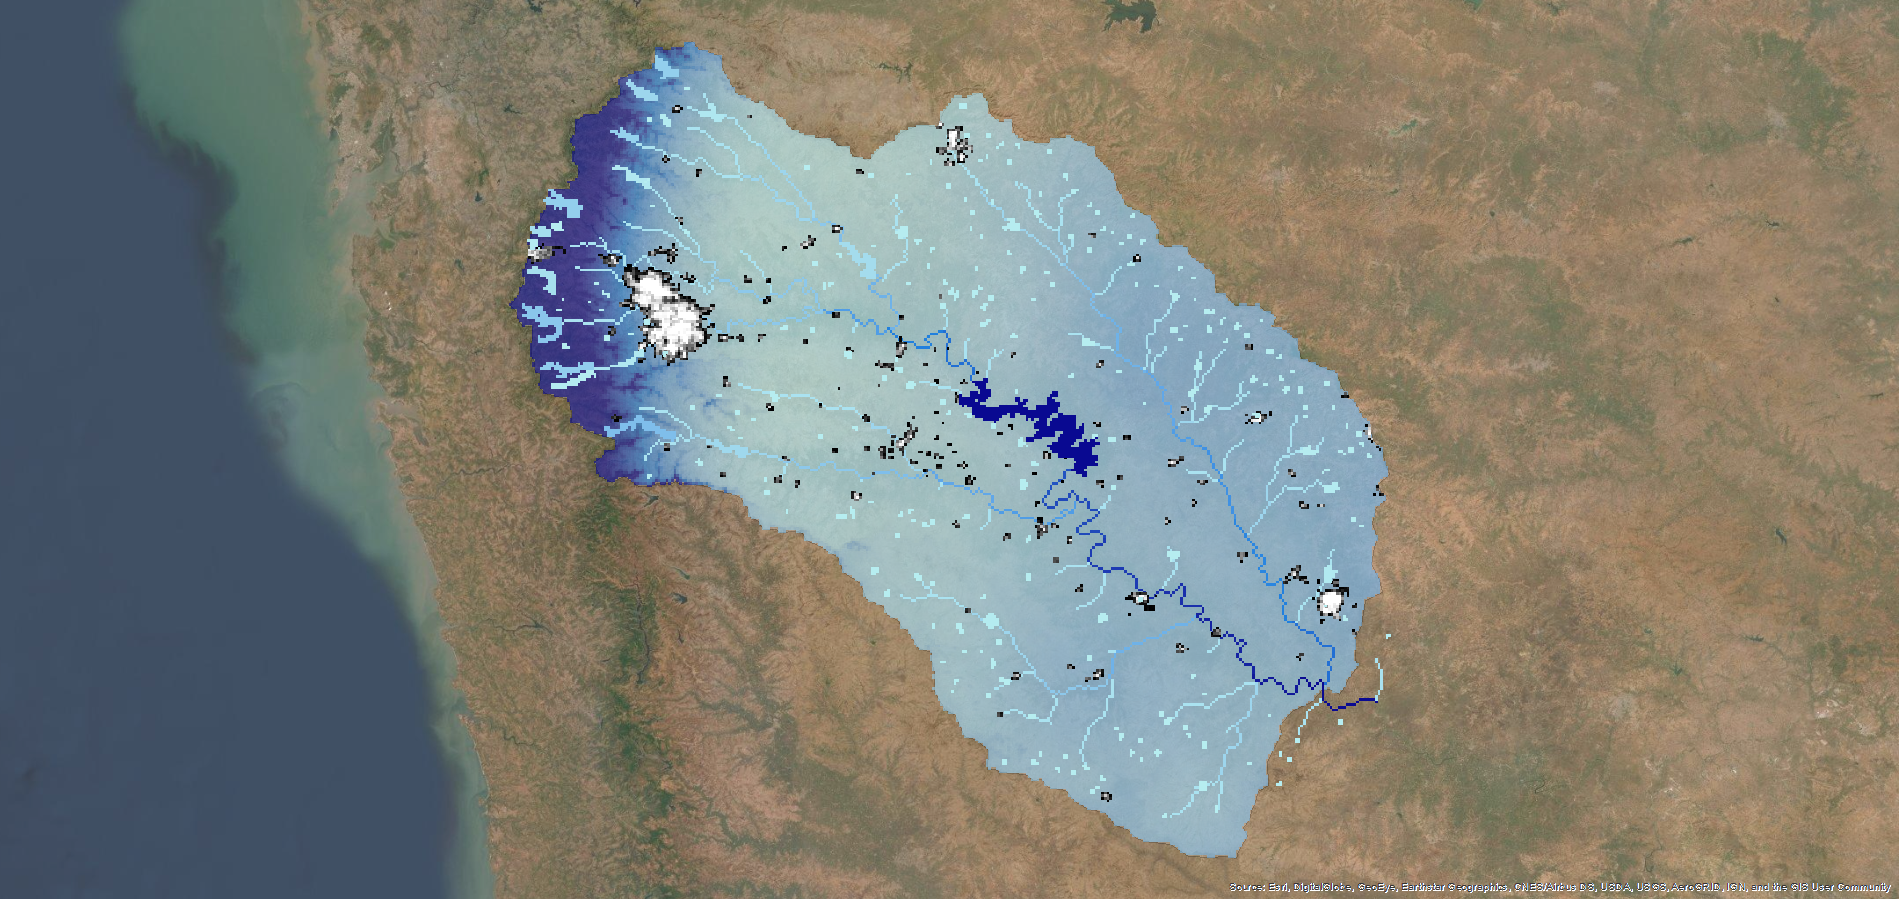 Source: Esri, DigitalGlobe, GeoEye, Earthstar Geographics, CNES/Airbus DS, USDA, USGS, AeroGRID, IGN, and the GIS User Community